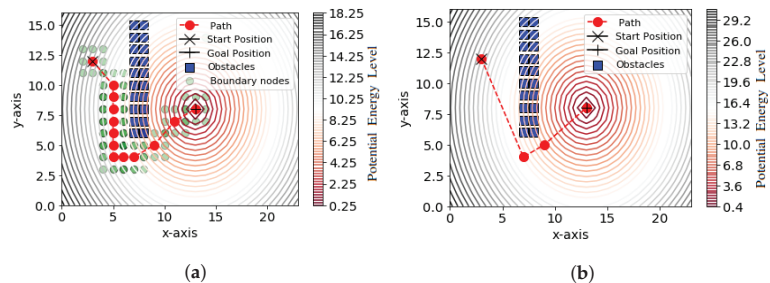 15.0
12.5
10.0
7.5
5.0
2.5
0.0
y-axis
0 5 10 15 20
x-axis
Path
Start Position
Goal Position
Obstacles
Boundary nodes
18.25
16.25
14.25
12.25
10.25
8.25
6.25
4.25
2.25
0.25
Potential Energy Level
(a)
15.0
12.5
10.0
7.5
5.0
2.5
0.0
y-axis
0 5 10 15 20
x-axis
Path
Start Position
Goal Position
Obstacles
29.2
26.0
22.8
19.6
16.4
13.2
10.0
6.8
3.6
0.4
Potential Energy Level
(b)